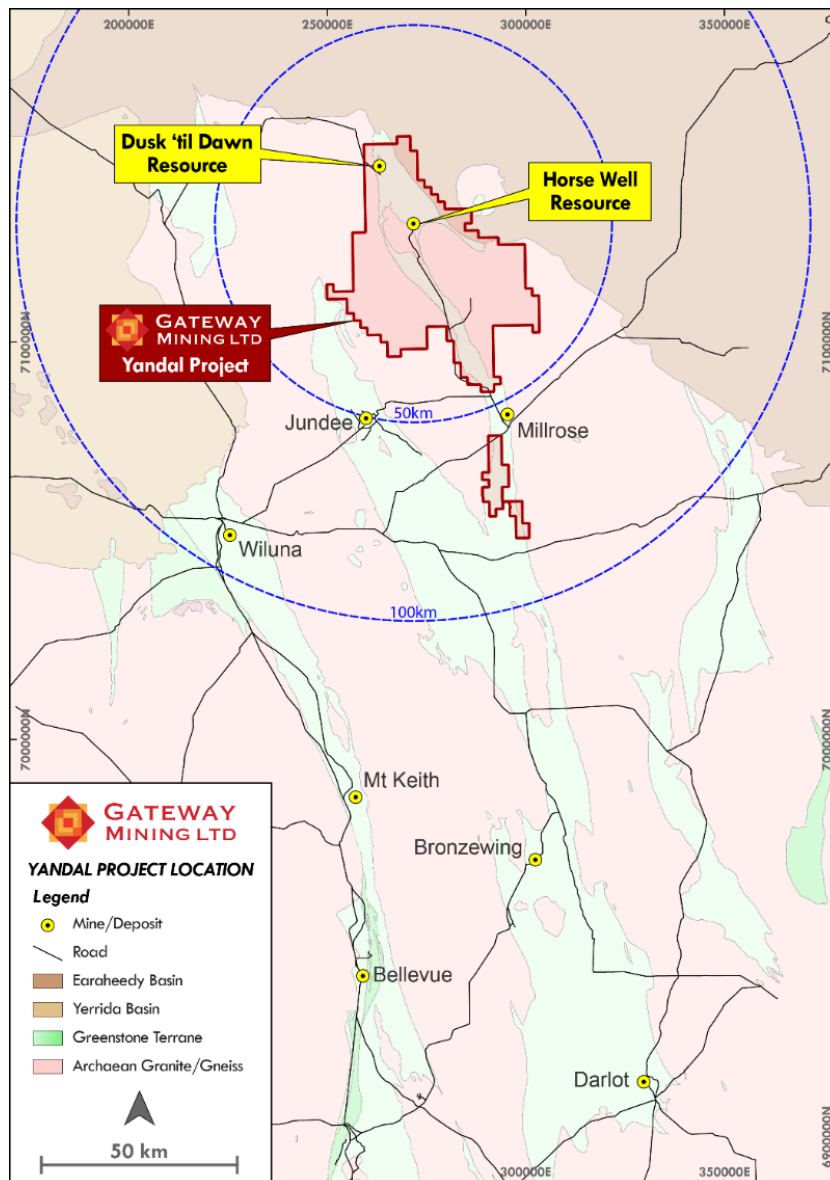 200000E
250000E
300000E
350000E
Dusk ‘til Dawn
Resource
Horse Well
Resource
GATEWAY
MINING LTD
Yandal Project
7100000N
7100000N
50km
Jundee
Millrose
Wiluna
100km
7000000N
7000000N
Mt Keith
Bronzewing
Bellevue
Darlot
GATEWAY
MINING LTD
YANDAL PROJECT LOCATION
Legend
Mine/Deposit
Road
Earaheedy Basin
Yerrida Basin
Greenstone Terrane
Archaean Granite/Gneiss
50 km
300000E
350000E
6900000N